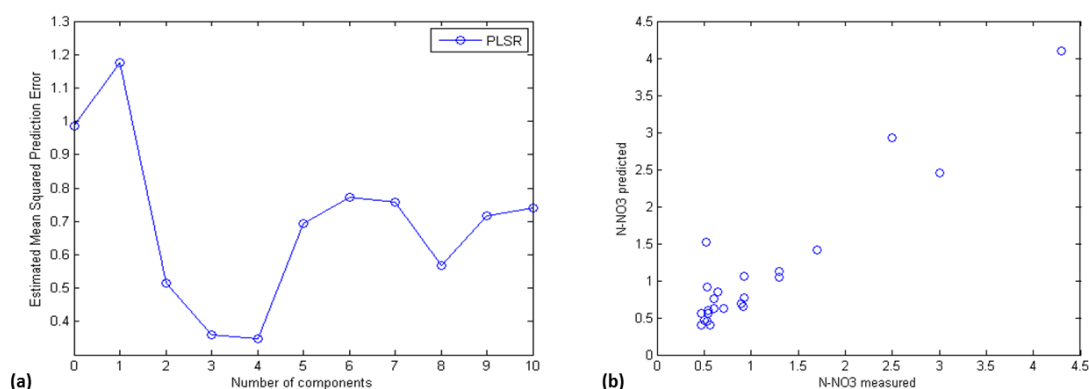 1.3
1.2
1.1
1
0.9
0.8
0.7
0.6
0.5
0.4
Estimated Mean Squared Prediction Error
PLSR
0 1 2 3 4 5 6 7 8 9 10
Number of components
(a)
4.5
4
3.5
3
2.5
2
1.5
1
0.5
0
N-NO3 predicted
0 0.5 1 1.5 2 2.5 3 3.5 4 4.5
N-NO3 measured
(b)